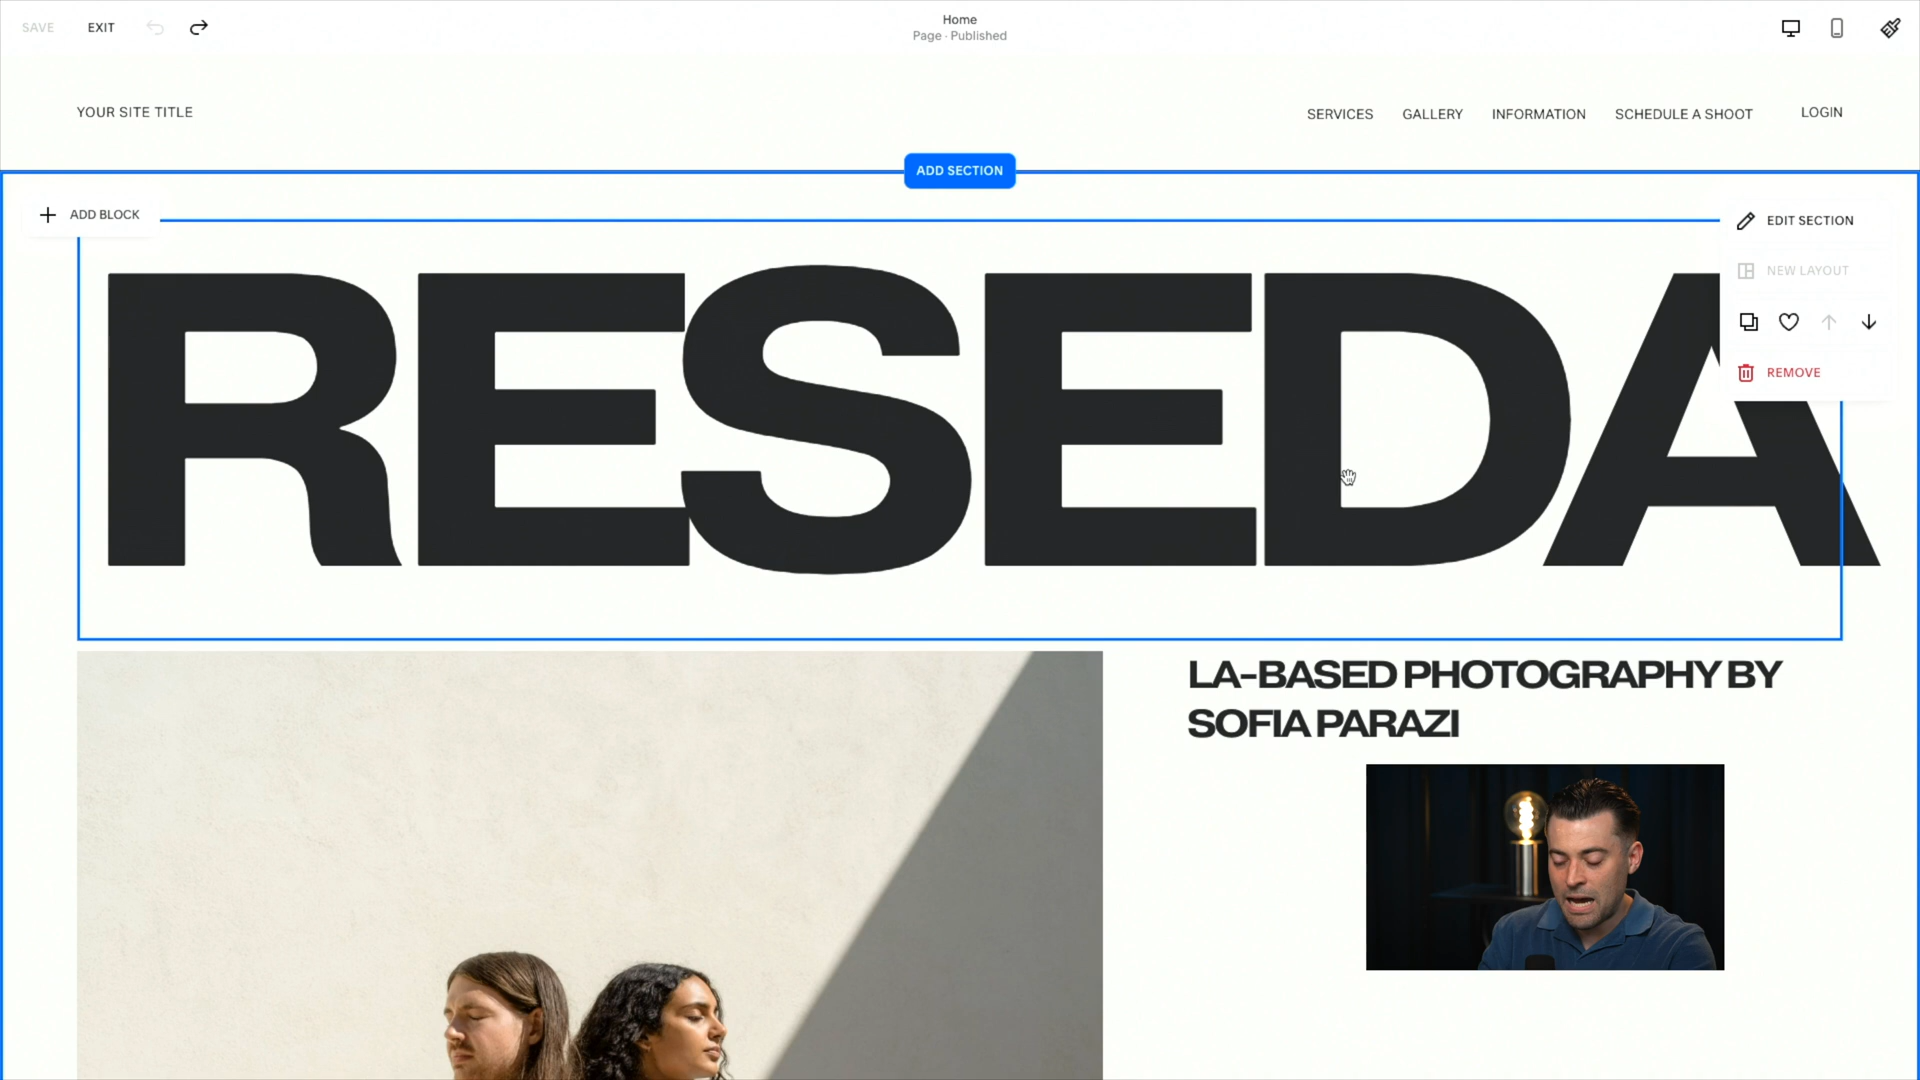 SAVE
EXIT
Home
Page · Published
YOUR SITE TITLE
SERVICES
GALLERY
INFORMATION
SCHEDULE A SHOOT
LOGIN
ADD SECTION
ADD BLOCK
EDIT SECTION
NEW LAYOUT
REMOVE
RESEDA
LA-BASED PHOTOGRAPHY BY
SOFIA PARAZI